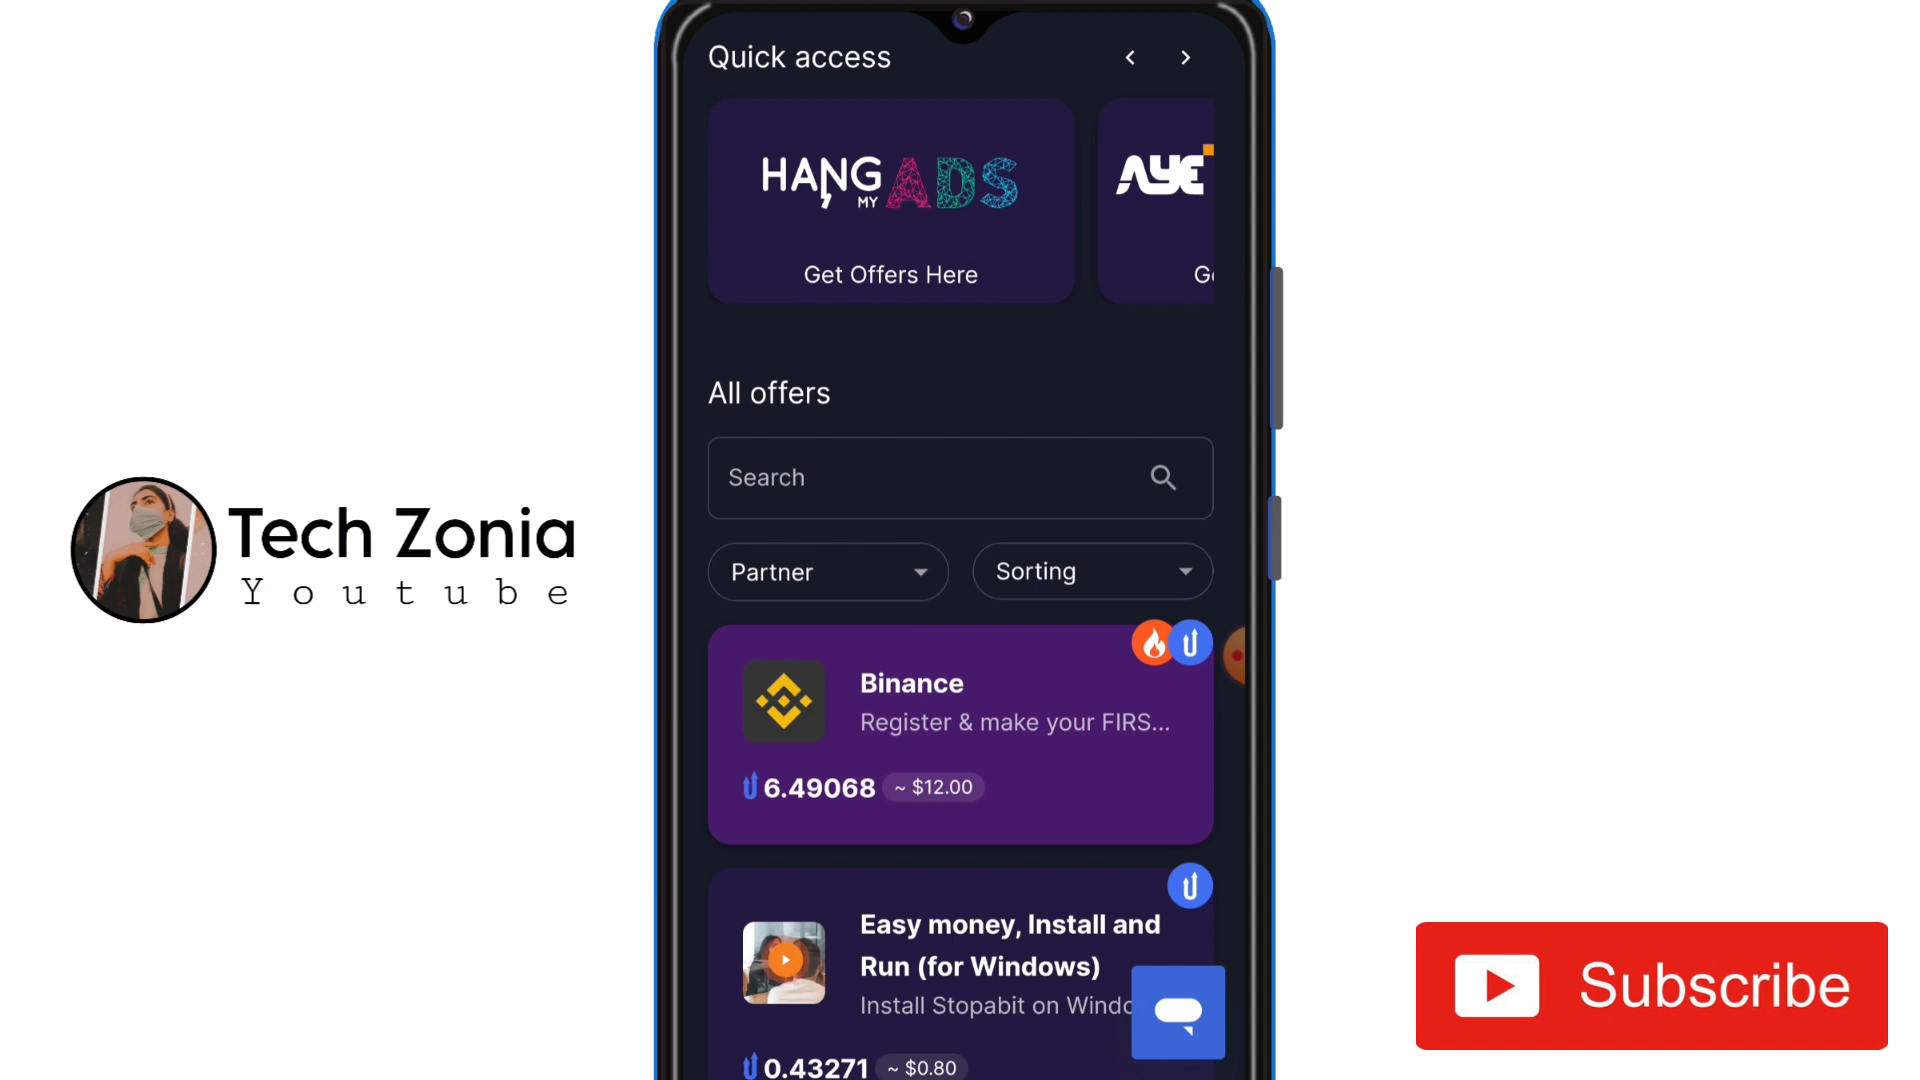 Quick access
HANG MY ADS
AYE
Get Offers Here
Ge
All offers
Search
Partner
Sorting
Binance
Register & make your FIRS...
6.49068
~ $12.00
Easy money, Install and
Run (for Windows)
Install Stopabit on Windo
0.43271
~ $0.80
Tech Zonia
Youtube
Subscribe